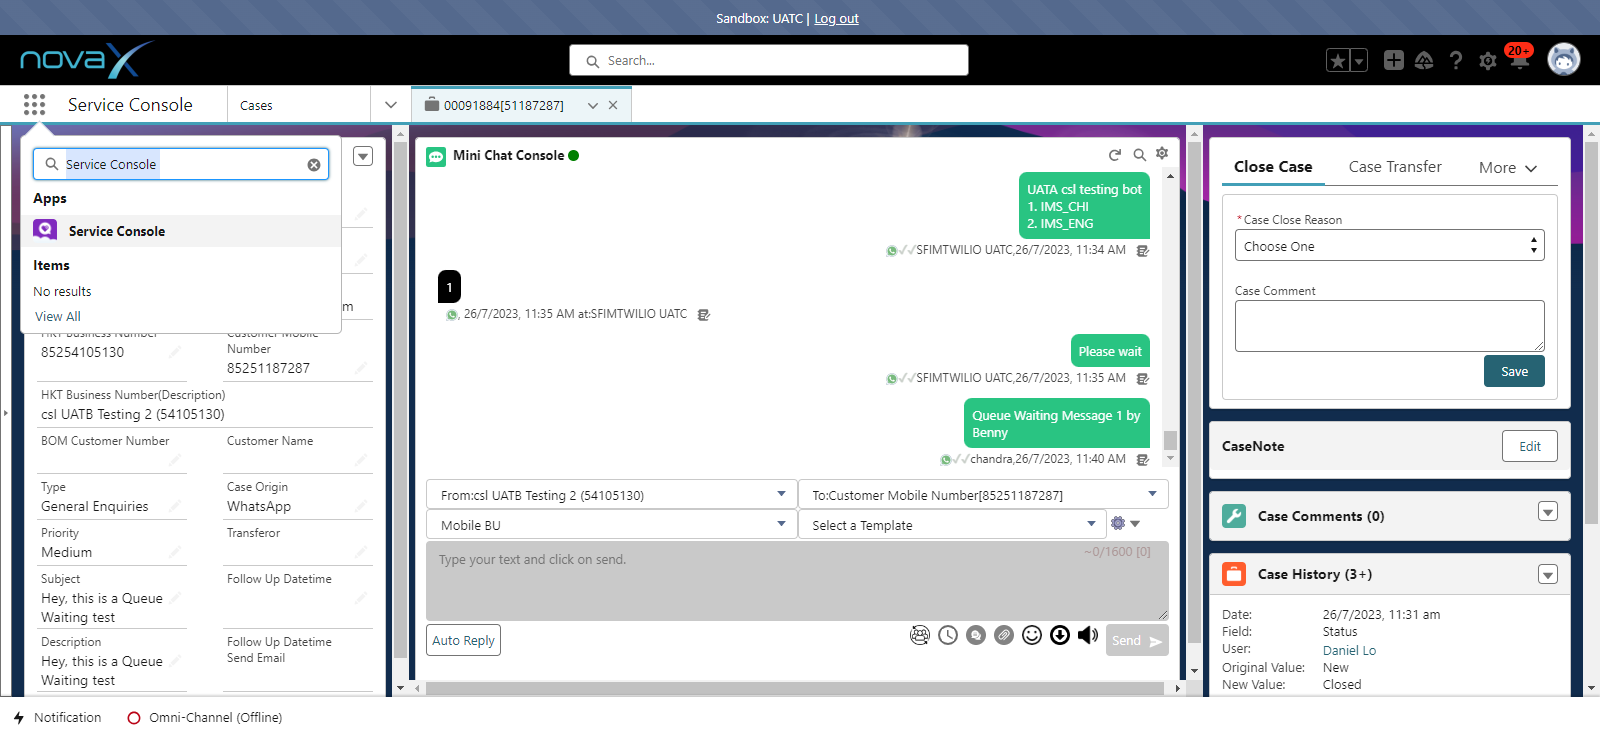 Sandbox: UATC | Log out
novaX
Search...
20+
Service Console
Cases
00091884[51187287]
Service Console
Apps
Service Console
Items
No results
View All
m
HKT Business Number
85254105130
Customer Mobile
Number
85251187287
HKT Business Number(Description)
csl UATB Testing 2 (54105130)
BOM Customer Number
Customer Name
Type
General Enquiries
Case Origin
WhatsApp
Priority
Medium
Transferor
Subject
Hey, this is a Queue
Waiting test
Follow Up Datetime
Description
Hey, this is a Queue
Waiting test
Follow Up Datetime
Send Email
Mini Chat Console
UATA csl testing bot
1. IMS_CHI
2. IMS_ENG
SFIMTWILIO UATC,26/7/2023, 11:34 AM
1
, 26/7/2023, 11:35 AM at:SFIMTWILIO UATC
Please wait
SFIMTWILIO UATC,26/7/2023, 11:35 AM
Queue Waiting Message 1 by
Benny
chandra,26/7/2023, 11:40 AM
From:csl UATB Testing 2 (54105130)
To:Customer Mobile Number[85251187287]
Mobile BU
Select a Template
Type your text and click on send.
~0/1600 [0]
Auto Reply
Send
Close Case
Case Transfer
More
*Case Close Reason
Choose One
Case Comment
Save
CaseNote
Edit
Case Comments (0)
Case History (3+)
Date: 26/7/2023, 11:31 am
Field: Status
User: Daniel Lo
Original Value: New
New Value: Closed
Notification
Omni-Channel (Offline)